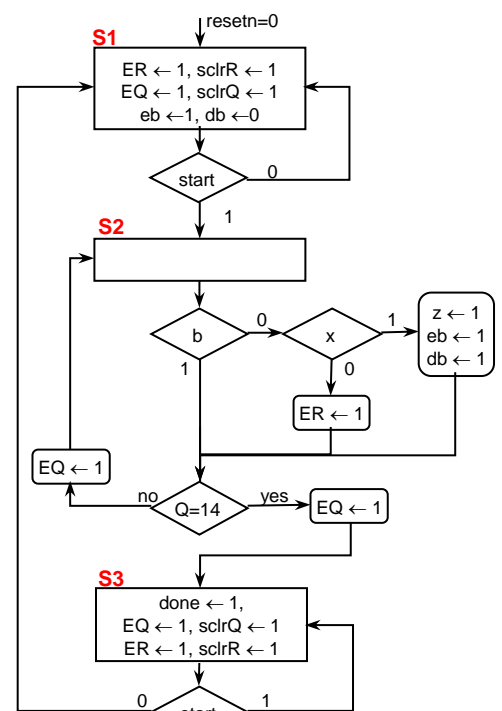 resetn=0
S1
ER ← 1, sclrR ← 1
EQ ← 1, sclrQ ← 1
eb ←1, db ←0
start
0
1
S2
b
0
x
1
z ← 1
eb ← 1
db ← 1
1
0
ER ← 1
EQ ← 1
no
Q=14
yes
EQ ← 1
S3
done ← 1,
EQ ← 1, sclrQ ← 1
ER ← 1, sclrR ← 1
0
1